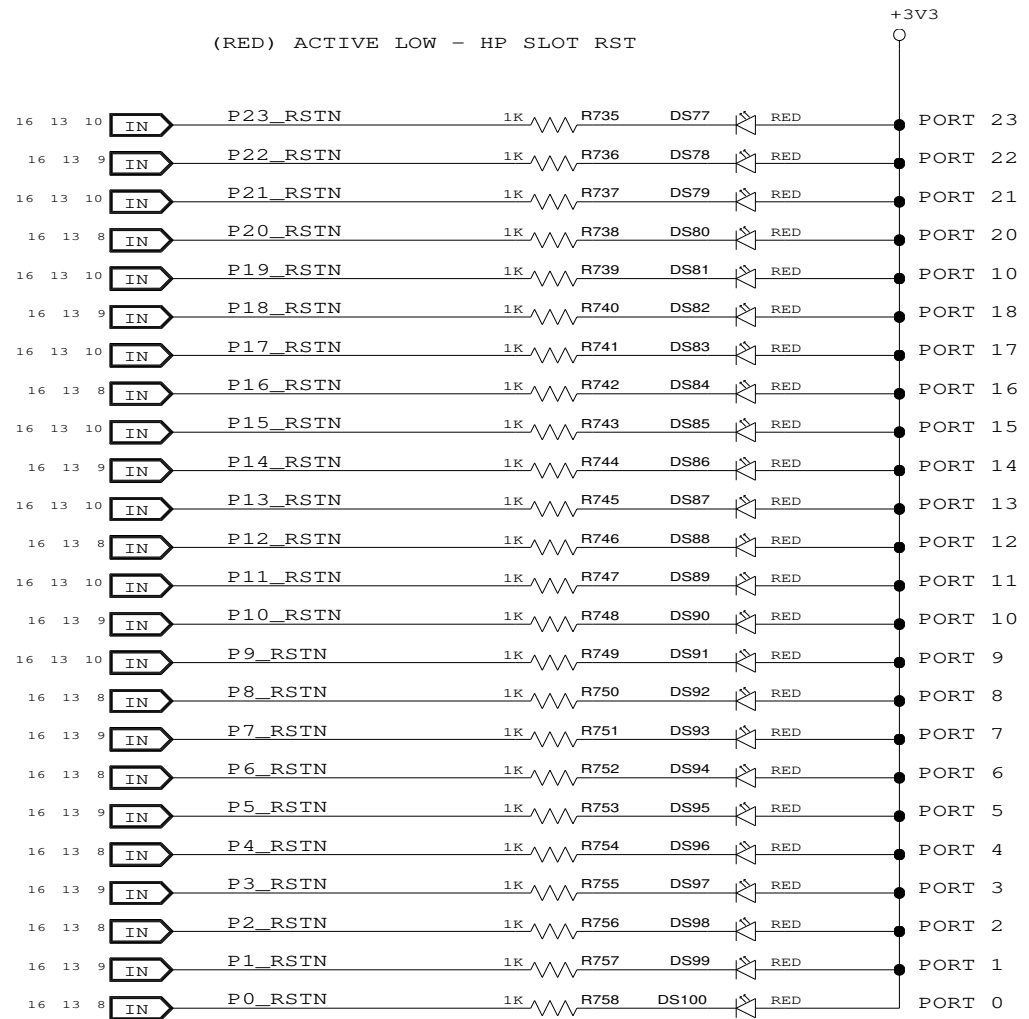 +3V3
(RED) ACTIVE LOW – HP SLOT RST
16 13 10 IN P23_RSTN 1K R735 DS77 RED PORT 23
16 13 9 IN P22_RSTN 1K R736 DS78 RED PORT 22
16 13 10 IN P21_RSTN 1K R737 DS79 RED PORT 21
16 13 8 IN P20_RSTN 1K R738 DS80 RED PORT 20
16 13 10 IN P19_RSTN 1K R739 DS81 RED PORT 10
16 13 9 IN P18_RSTN 1K R740 DS82 RED PORT 18
16 13 10 IN P17_RSTN 1K R741 DS83 RED PORT 17
16 13 8 IN P16_RSTN 1K R742 DS84 RED PORT 16
16 13 10 IN P15_RSTN 1K R743 DS85 RED PORT 15
16 13 9 IN P14_RSTN 1K R744 DS86 RED PORT 14
16 13 10 IN P13_RSTN 1K R745 DS87 RED PORT 13
16 13 8 IN P12_RSTN 1K R746 DS88 RED PORT 12
16 13 10 IN P11_RSTN 1K R747 DS89 RED PORT 11
16 13 9 IN P10_RSTN 1K R748 DS90 RED PORT 10
16 13 10 IN P9_RSTN 1K R749 DS91 RED PORT 9
16 13 8 IN P8_RSTN 1K R750 DS92 RED PORT 8
16 13 9 IN P7_RSTN 1K R751 DS93 RED PORT 7
16 13 8 IN P6_RSTN 1K R752 DS94 RED PORT 6
16 13 9 IN P5_RSTN 1K R753 DS95 RED PORT 5
16 13 8 IN P4_RSTN 1K R754 DS96 RED PORT 4
16 13 9 IN P3_RSTN 1K R755 DS97 RED PORT 3
16 13 8 IN P2_RSTN 1K R756 DS98 RED PORT 2
16 13 9 IN P1_RSTN 1K R757 DS99 RED PORT 1
16 13 8 IN P0_RSTN 1K R758 DS100 RED PORT 0